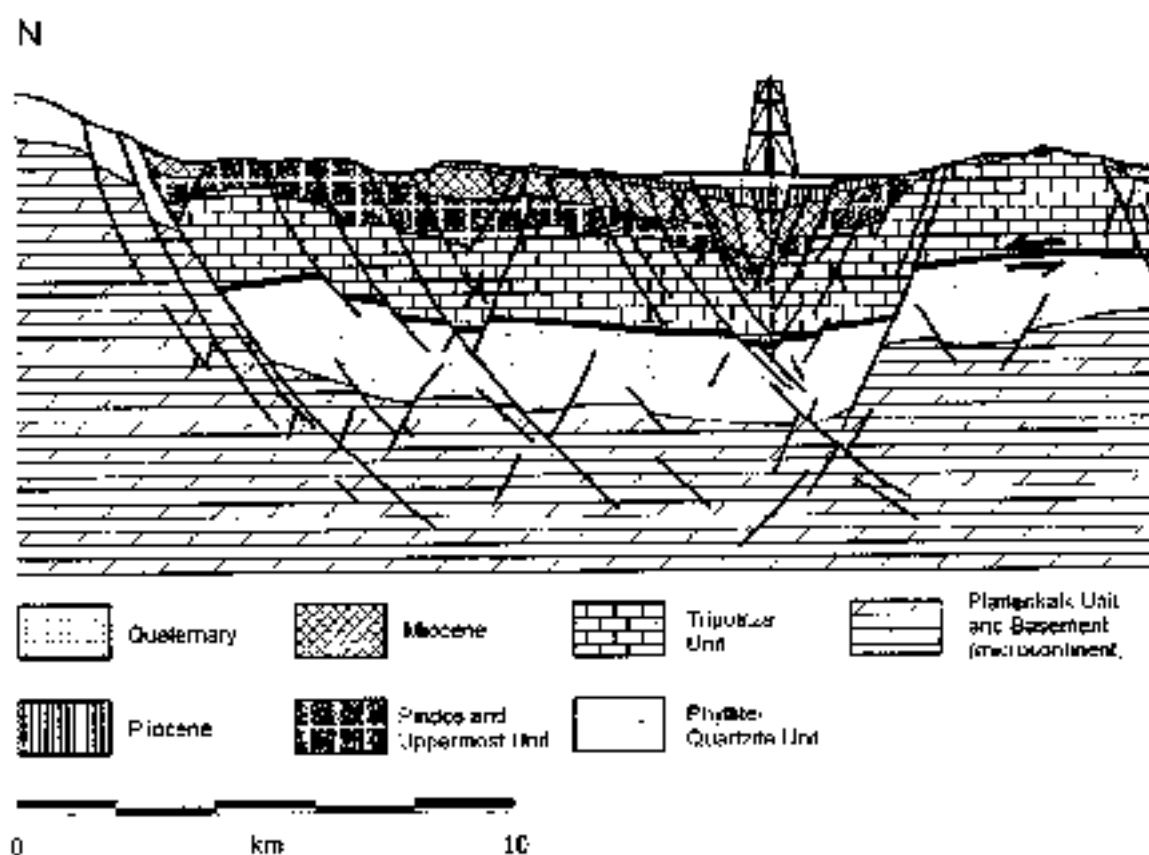 N
Quaternary
Miocene
Tripolitza
Unit
Plattenkalk Unit
and Basement
(microcontinent)
Pliocene
Pindos and
Uppermost Unit
Phyllite-
Quartzite Unit
0
km
10